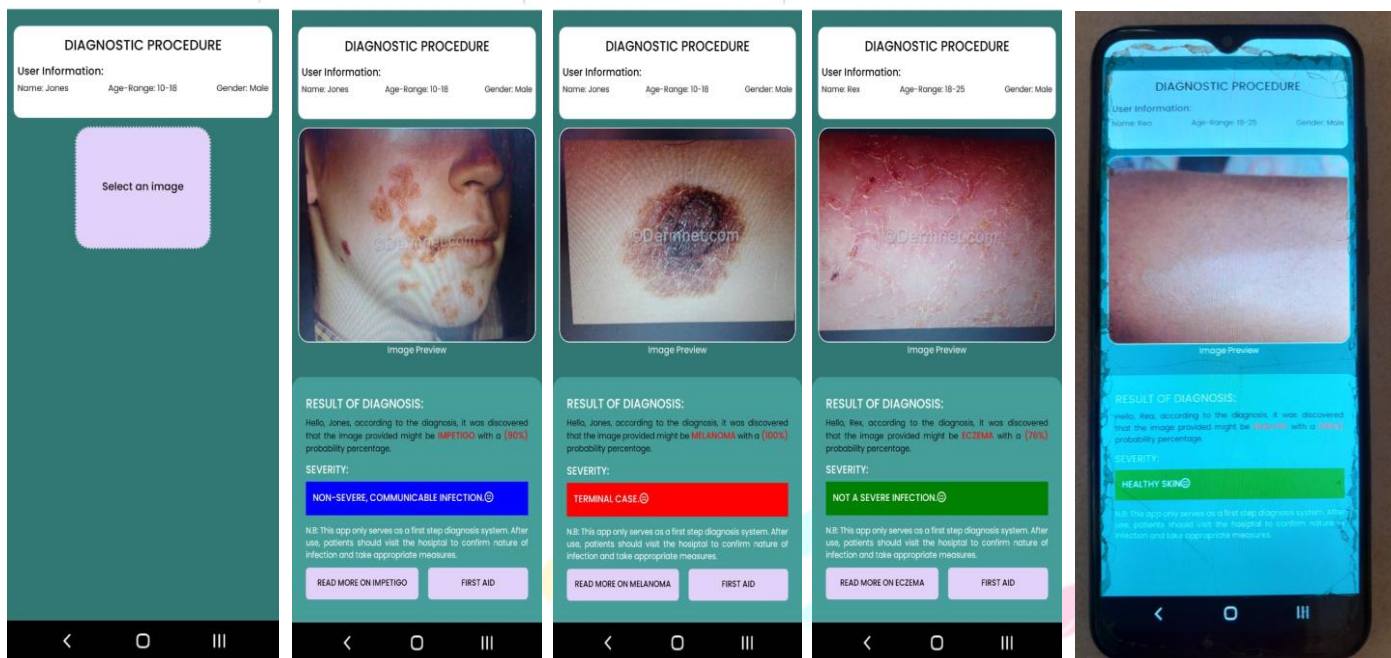 DIAGNOSTIC PROCEDURE
User Information:
Name: Jones Age-Range: 10-18 Gender: Male
Select an image
DIAGNOSTIC PROCEDURE
User Information:
Name: Jones Age-Range: 10-18 Gender: Male
©Dermnet.com
Image Preview
RESULT OF DIAGNOSIS:
Hello, Jones, according to the diagnosis, it was discovered
that the image provided might be IMPETIGO with a (90%)
probability percentage.
SEVERITY:
NON-SEVERE, COMMUNICABLE INFECTION.
N.B: This app only serves as a first step diagnosis system. After
use, patients should visit the hosiptal to confirm nature of
infection and take appropriate measures.
READ MORE ON IMPETIGO FIRST AID
DIAGNOSTIC PROCEDURE
User Information:
Name: Jones Age-Range: 10-18 Gender: Male
©Dermnet.com
Image Preview
RESULT OF DIAGNOSIS:
Hello, Jones, according to the diagnosis, it was discovered
that the image provided might be MELANOMA with a (100%)
probability percentage.
SEVERITY:
TERMINAL CASE.
N.B: This app only serves as a first step diagnosis system. After
use, patients should visit the hosiptal to confirm nature of
infection and take appropriate measures.
READ MORE ON MELANOMA FIRST AID
DIAGNOSTIC PROCEDURE
User Information:
Name: Rex Age-Range: 18-25 Gender: Male
©Dermnet.com
Image Preview
RESULT OF DIAGNOSIS:
Hello, Rex, according to the diagnosis, it was discovered
that the image provided might be ECZEMA with a (76%)
probability percentage.
SEVERITY:
NOT A SEVERE INFECTION.
N.B: This app only serves as a first step diagnosis system. After
use, patients should visit the hosiptal to confirm nature of
infection and take appropriate measures.
READ MORE ON ECZEMA FIRST AID
DIAGNOSTIC PROCEDURE
User Information:
Name: Age-Range: 18-25 Gender: Male
Image Preview
RESULT OF DIAGNOSIS:
Hello, according to the diagnosis, it was discovered
that the image provided might be with a
probability percentage.
SEVERITY:
HEALTHY SKIN
N.B: This app only serves as a first step diagnosis system. After
use, patients should visit the hosiptal to confirm nature of
infection and take appropriate measures.